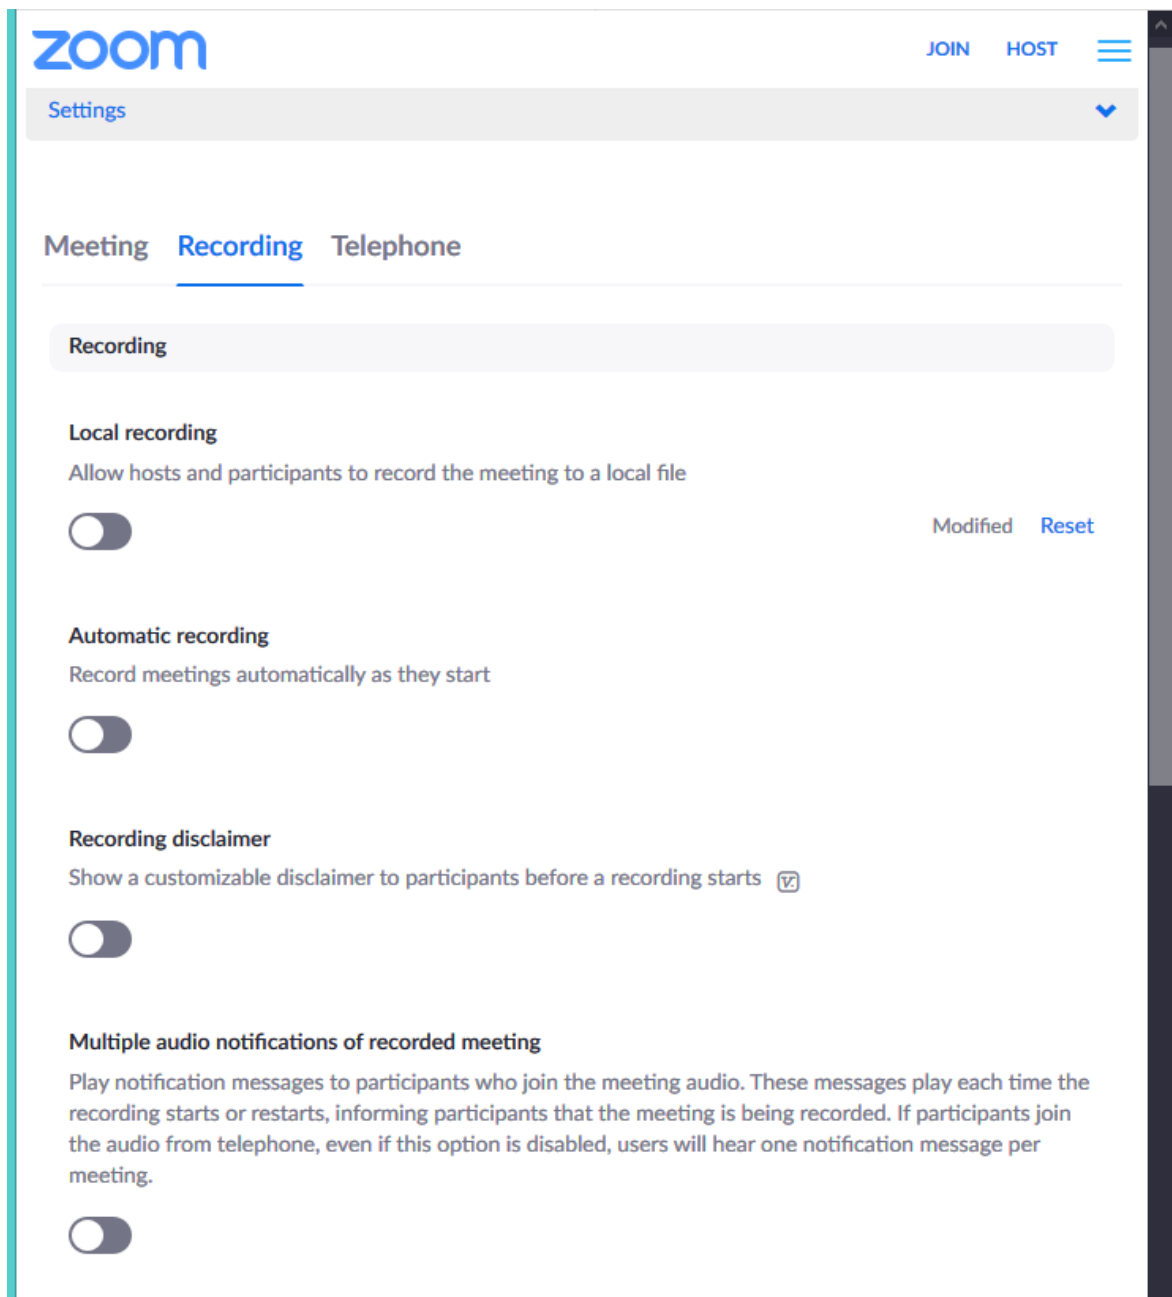 zoom
JOIN HOST
Settings
Meeting Recording Telephone
Recording
Local recording
Allow hosts and participants to record the meeting to a local file
Modified Reset
Automatic recording
Record meetings automatically as they start
Recording disclaimer
Show a customizable disclaimer to participants before a recording starts
Multiple audio notifications of recorded meeting
Play notification messages to participants who join the meeting audio. These messages play each time the
recording starts or restarts, informing participants that the meeting is being recorded. If participants join
the audio from telephone, even if this option is disabled, users will hear one notification message per
meeting.